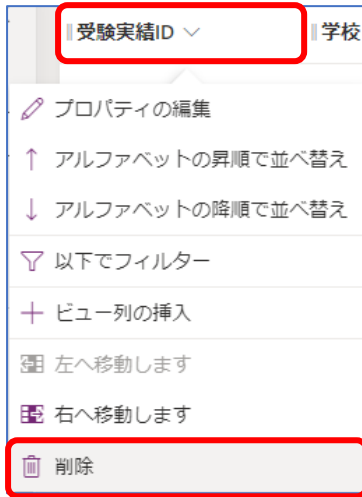 受験実績ID 学校
プロパティの編集
アルファベットの昇順で並べ替え
アルファベットの降順で並べ替え
以下でフィルター
ビュー列の挿入
左へ移動します
右へ移動します
削除